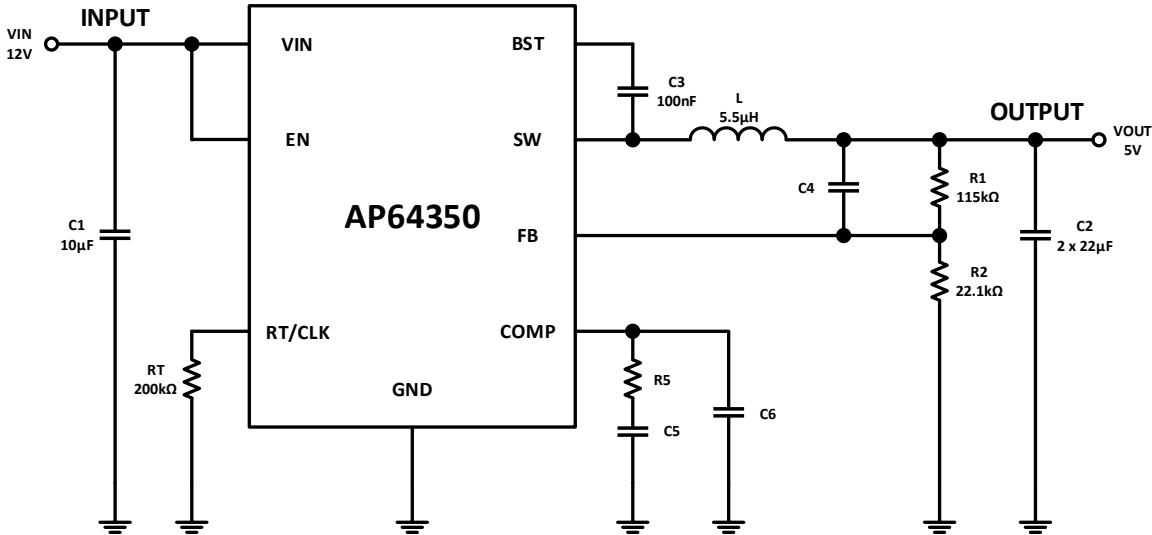 INPUT
VIN
12V
VIN
BST
C3
100nF
L
5.5µH
OUTPUT
VOUT
5V
EN
SW
C4
R1
115kΩ
AP64350
C1
10µF
FB
C2
2 x 22µF
R2
22.1kΩ
RT/CLK
COMP
RT
200kΩ
GND
R5
C6
C5